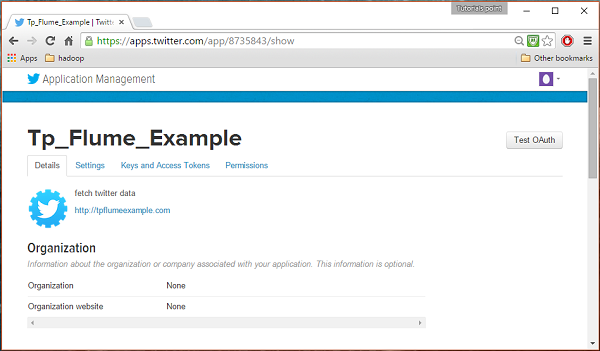 Tutorials point
Tp_Flume_Example | Twitt
https://apps.twitter.com/app/8735843/show
Apps hadoop Other bookmarks
Application Management
Tp_Flume_Example
Test OAuth
Details Settings Keys and Access Tokens Permissions
fetch twitter data
http://tpflumeexample.com
Organization
Information about the organization or company associated with your application. This information is optional.
Organization None
Organization website None